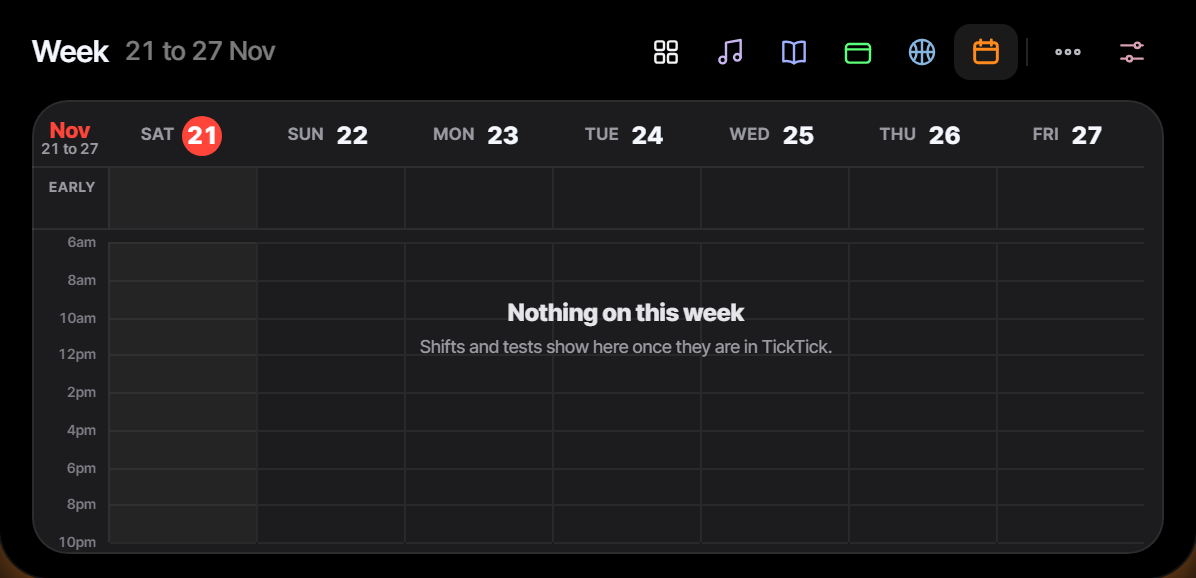 Week 21 to 27 Nov
Nov
21 to 27
SAT 21 SUN 22 MON 23 TUE 24 WED 25 THU 26 FRI 27
EARLY
6am
8am
10am
Nothing on this week
Shifts and tests show here once they are in TickTick.
12pm
2pm
4pm
6pm
8pm
10pm